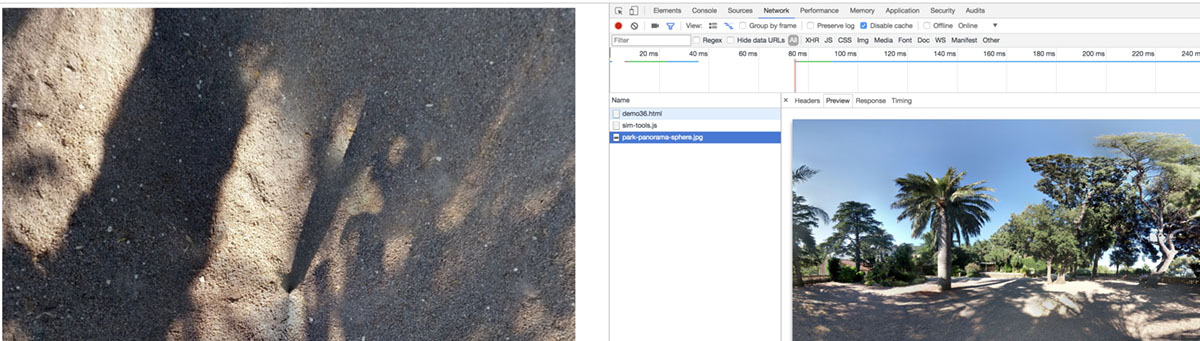 Elements Console Sources Network Performance Memory Application Security Audits
View: Group by frame Preserve log Disable cache Offline Online
Filter Regex Hide data URLs All XHR JS CSS Img Media Font Doc WS Manifest Other
20 ms 40 ms 60 ms 80 ms 100 ms 120 ms 140 ms 160 ms 180 ms 200 ms 220 ms 240 m
Name
× Headers Preview Response Timing
demo36.html
sim-tools.js
park-panorama-sphere.jpg